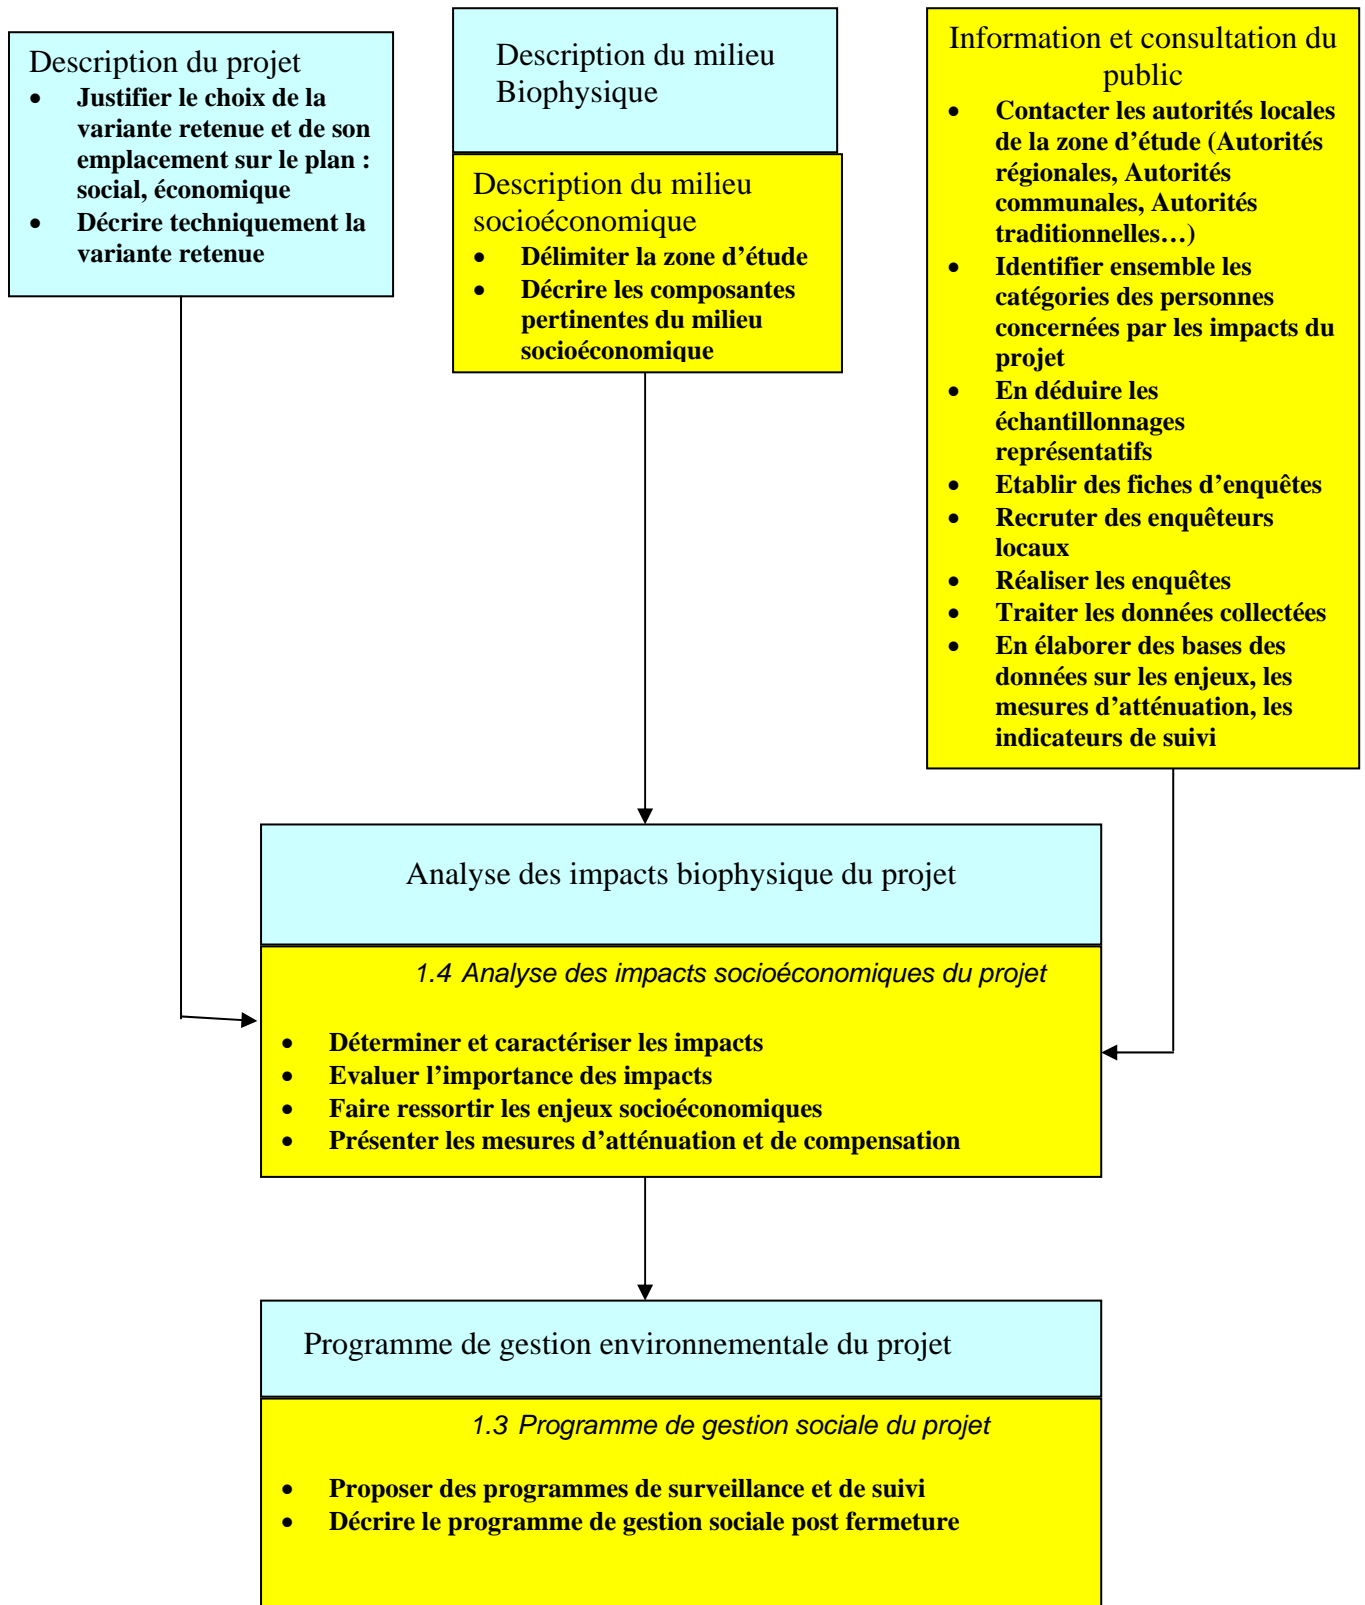 Description du projet
• Justifier le choix de la
variante retenue et de son
emplacement sur le plan :
social, économique
• Décrire techniquement la
variante retenue
Description du milieu
Biophysique
Description du milieu
socioéconomique
• Délimiter la zone d’étude
• Décrire les composantes
pertinentes du milieu
socioéconomique
Information et consultation du
public
• Contacter les autorités locales
de la zone d’étude (Autorités
régionales, Autorités
communales, Autorités
traditionnelles…)
• Identifier ensemble les
catégories des personnes
concernées par les impacts du
projet
• En déduire les
échantillonnages
représentatifs
• Etablir des fiches d’enquêtes
• Recruter des enquêteurs
locaux
• Réaliser les enquêtes
• Traiter les données collectées
• En élaborer des bases des
données sur les enjeux, les
mesures d’atténuation, les
indicateurs de suivi
Analyse des impacts biophysique du projet
1.4 Analyse des impacts socioéconomiques du projet
• Déterminer et caractériser les impacts
• Evaluer l’importance des impacts
• Faire ressortir les enjeux socioéconomiques
• Présenter les mesures d’atténuation et de compensation
Programme de gestion environnementale du projet
1.3 Programme de gestion sociale du projet
• Proposer des programmes de surveillance et de suivi
• Décrire le programme de gestion sociale post fermeture